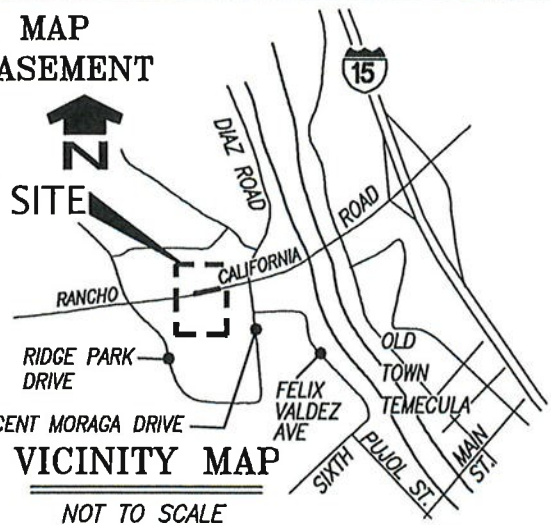 MAP
ASEMENT
15
DIAZ ROAD
N
SITE
RANCHO CALIFORNIA ROAD
RIDGE PARK
DRIVE
FELIX
VALDEZ
AVE
OLD
TOWN
TEMECULA
CENT MORAGA DRIVE
SIXTH
PUJOL ST.
MAIN
ST.
VICINITY MAP
NOT TO SCALE